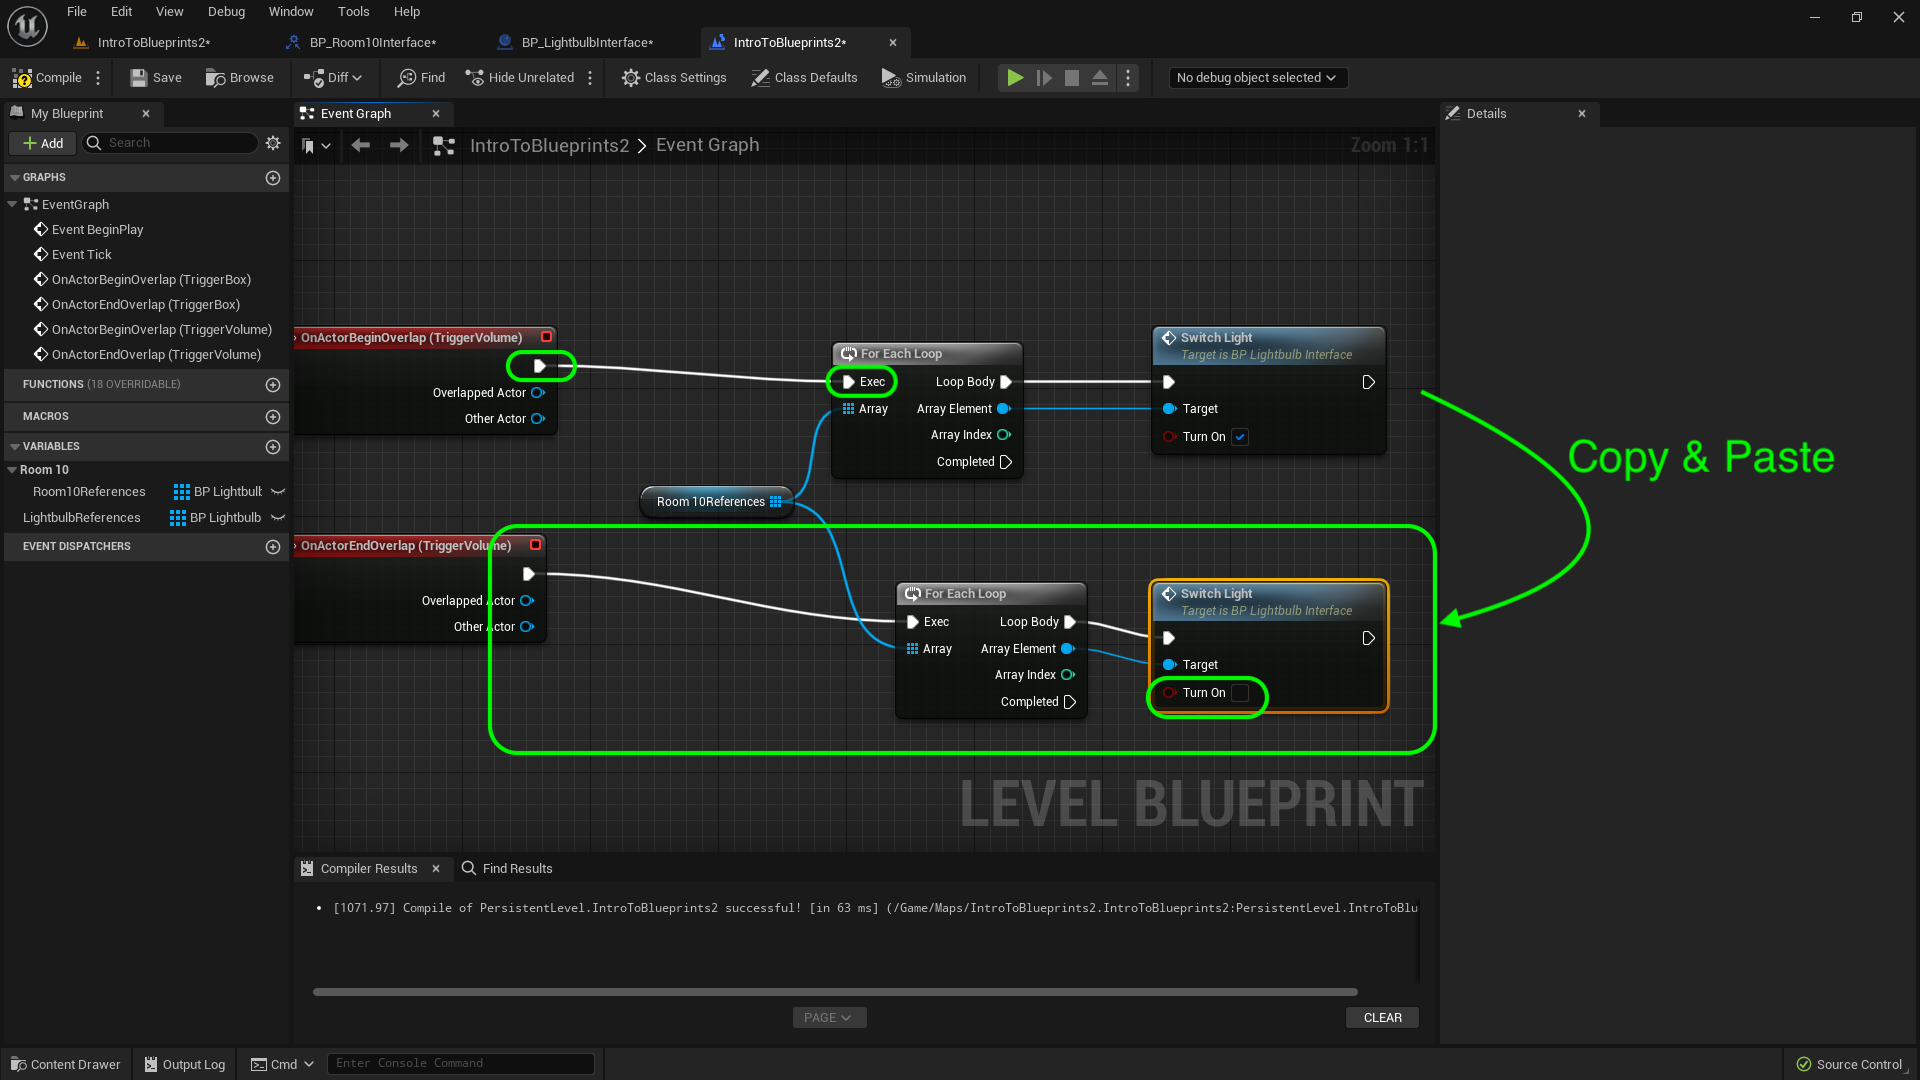 File Edit View Debug Window Tools Help
IntroToBlueprints2* BP_Room10Interface* BP_LightbulbInterface* IntroToBlueprints2*
Compile Save Browse Diff Find Hide Unrelated Class Settings Class Defaults Simulation No debug object selected
My Blueprint Event Graph Details
Add Search IntroToBlueprints2 > Event Graph Zoom 1:1
GRAPHS
EventGraph
Event BeginPlay
Event Tick
OnActorBeginOverlap (TriggerBox)
OnActorEndOverlap (TriggerBox)
OnActorBeginOverlap (TriggerVolume)
OnActorEndOverlap (TriggerVolume)
FUNCTIONS (18 OVERRIDABLE)
MACROS
VARIABLES
Room 10
Room10References BP Lightbulb
LightbulbReferences BP Lightbulb
EVENT DISPATCHERS
OnActorBeginOverlap (TriggerVolume)
Overlapped Actor
Other Actor
For Each Loop
Exec Loop Body
Array Array Element
Array Index
Completed
Switch Light
Target is BP Lightbulb Interface
Target
Turn On
Copy & Paste
Room 10References
OnActorEndOverlap (TriggerVolume)
Overlapped Actor
Other Actor
For Each Loop
Exec Loop Body
Array Array Element
Array Index
Completed
Switch Light
Target is BP Lightbulb Interface
Target
Turn On
LEVEL BLUEPRINT
Compiler Results Find Results
• [1071.97] Compile of PersistentLevel.IntroToBlueprints2 successful! [in 63 ms] (/Game/Maps/IntroToBlueprints2.IntroToBlueprints2:PersistentLevel.IntroToBlu
PAGE CLEAR
Content Drawer Output Log Cmd Enter Console Command Source Control